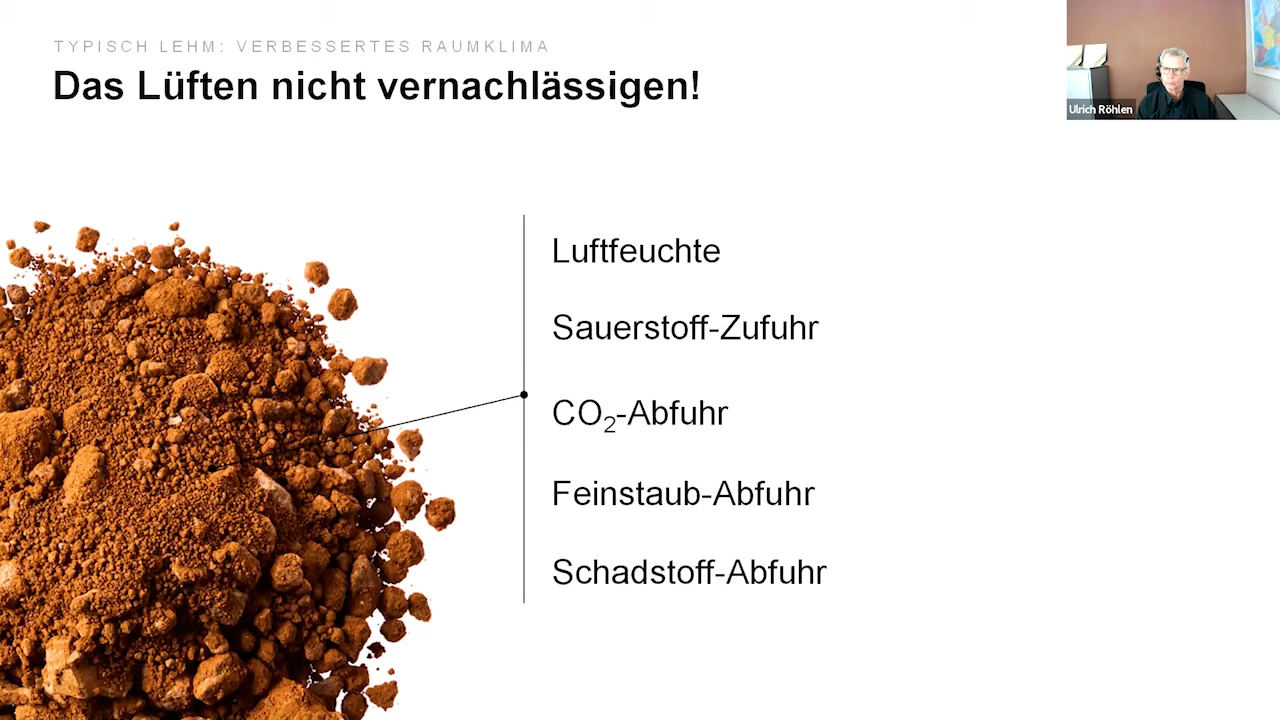 TYPISCH LEHM: VERBESSERTES RAUMKLIMA
Das Lüften nicht vernachlässigen!
Ulrich Röhlen
Luftfeuchte
Sauerstoff-Zufuhr
CO₂-Abfuhr
Feinstaub-Abfuhr
Schadstoff-Abfuhr